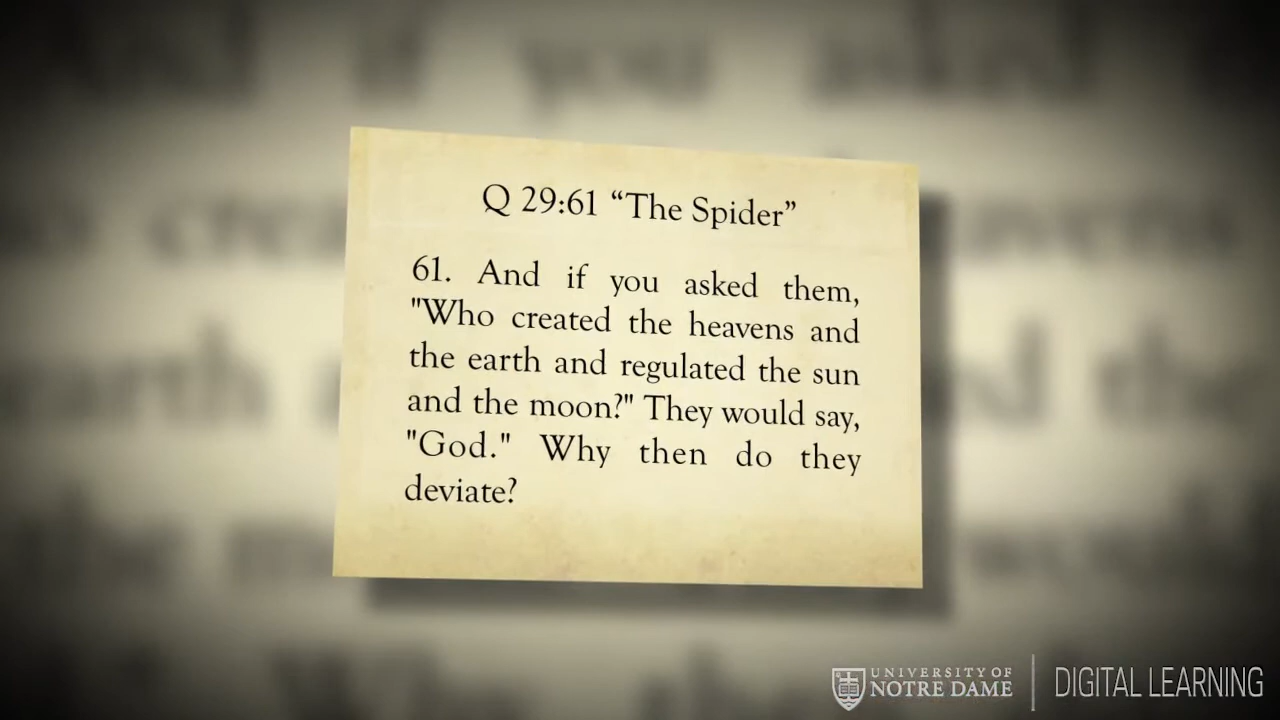 Q 29:61 “The Spider”
61. And if you asked them,
"Who created the heavens and
the earth and regulated the sun
and the moon?" They would say,
"God." Why then do they
deviate?
UNIVERSITY OF
NOTRE DAME
DIGITAL LEARNING